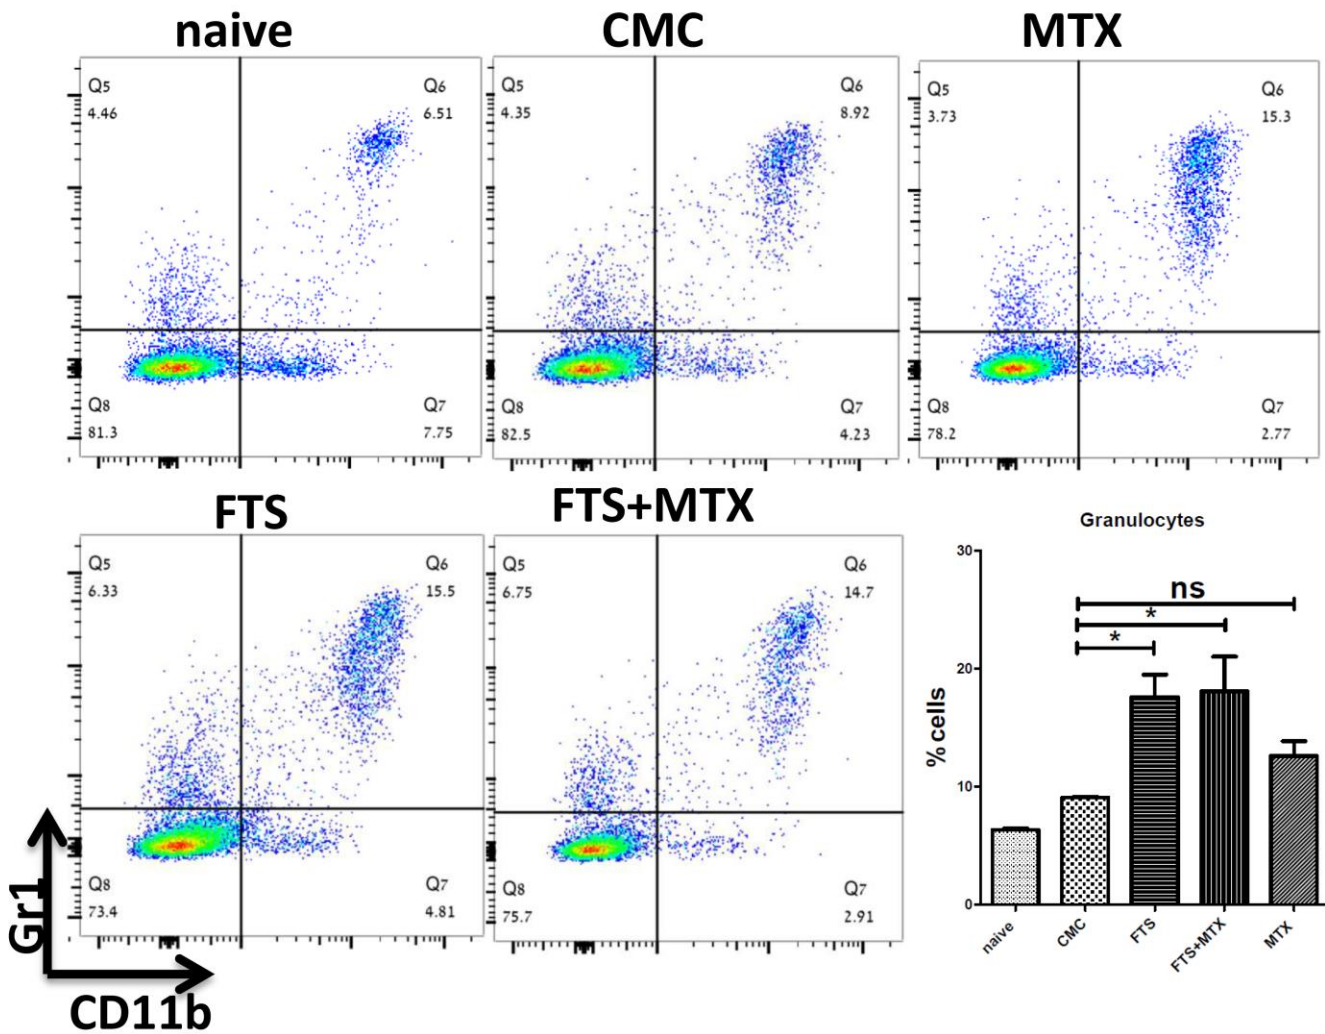 naive
Q5
4.46
Q6
6.51
Q8
81.3
Q7
7.75
CMC
Q5
4.35
Q6
8.92
Q8
82.5
Q7
4.23
MTX
Q5
3.73
Q6
15.3
Q8
78.2
Q7
2.77
FTS
Q5
6.33
Q6
15.5
Q8
73.4
Q7
4.81
FTS+MTX
Q5
6.75
Q6
14.7
Q8
75.7
Q7
2.91
Gr1
CD11b
Granulocytes
% cells
30
20
10
0
ns
*
*
naive
CMC
FTS
FTS+MTX
MTX